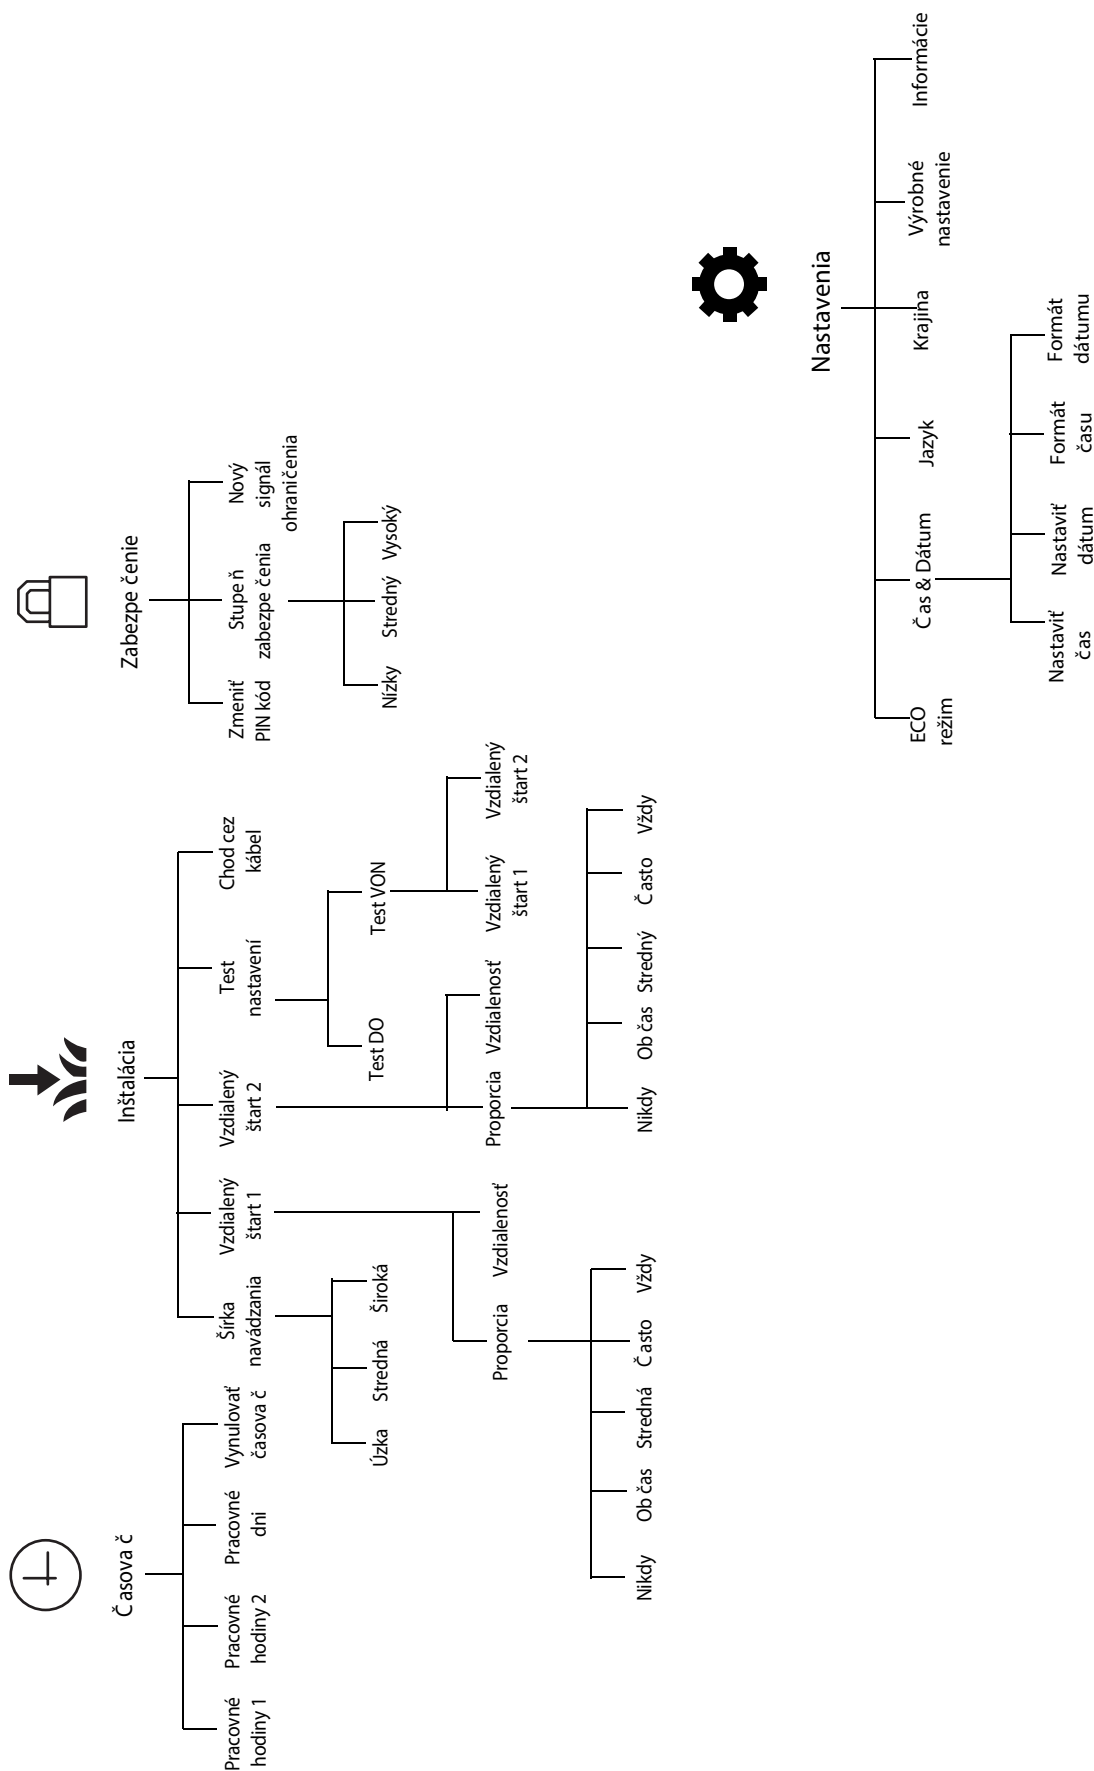 Časova č
Pracovné
hodiny 1
Pracovné
hodiny 2
Pracovné
dni
Vynulovať
časova č
Inštalácia
Šírka
navádzania
Úzka
Stredná
Široká
Vzdialený
štart 1
Proporcia
Vzdialenosť
Nikdy
Ob čas
Stredná
Č asto
Vždy
Vzdialený
štart 2
Proporcia
Vzdialenosť
Nikdy
Ob čas
Stredný
Č asto
Vždy
Test
nastavení
Test DO
Test VON
Vzdialený
štart 1
Vzdialený
štart 2
Chod cez
kábel
Zabezpe čenie
Zmeniť
PIN kód
Stupe ň
zabezpe čenia
Nízky
Stredný
Vysoký
Nový
signál
ohraničenia
Nastavenia
ECO
režim
Čas & Dátum
Nastaviť
čas
Nastaviť
dátum
Formát
času
Formát
dátumu
Jazyk
Krajina
Výrobné
nastavenie
Informácie